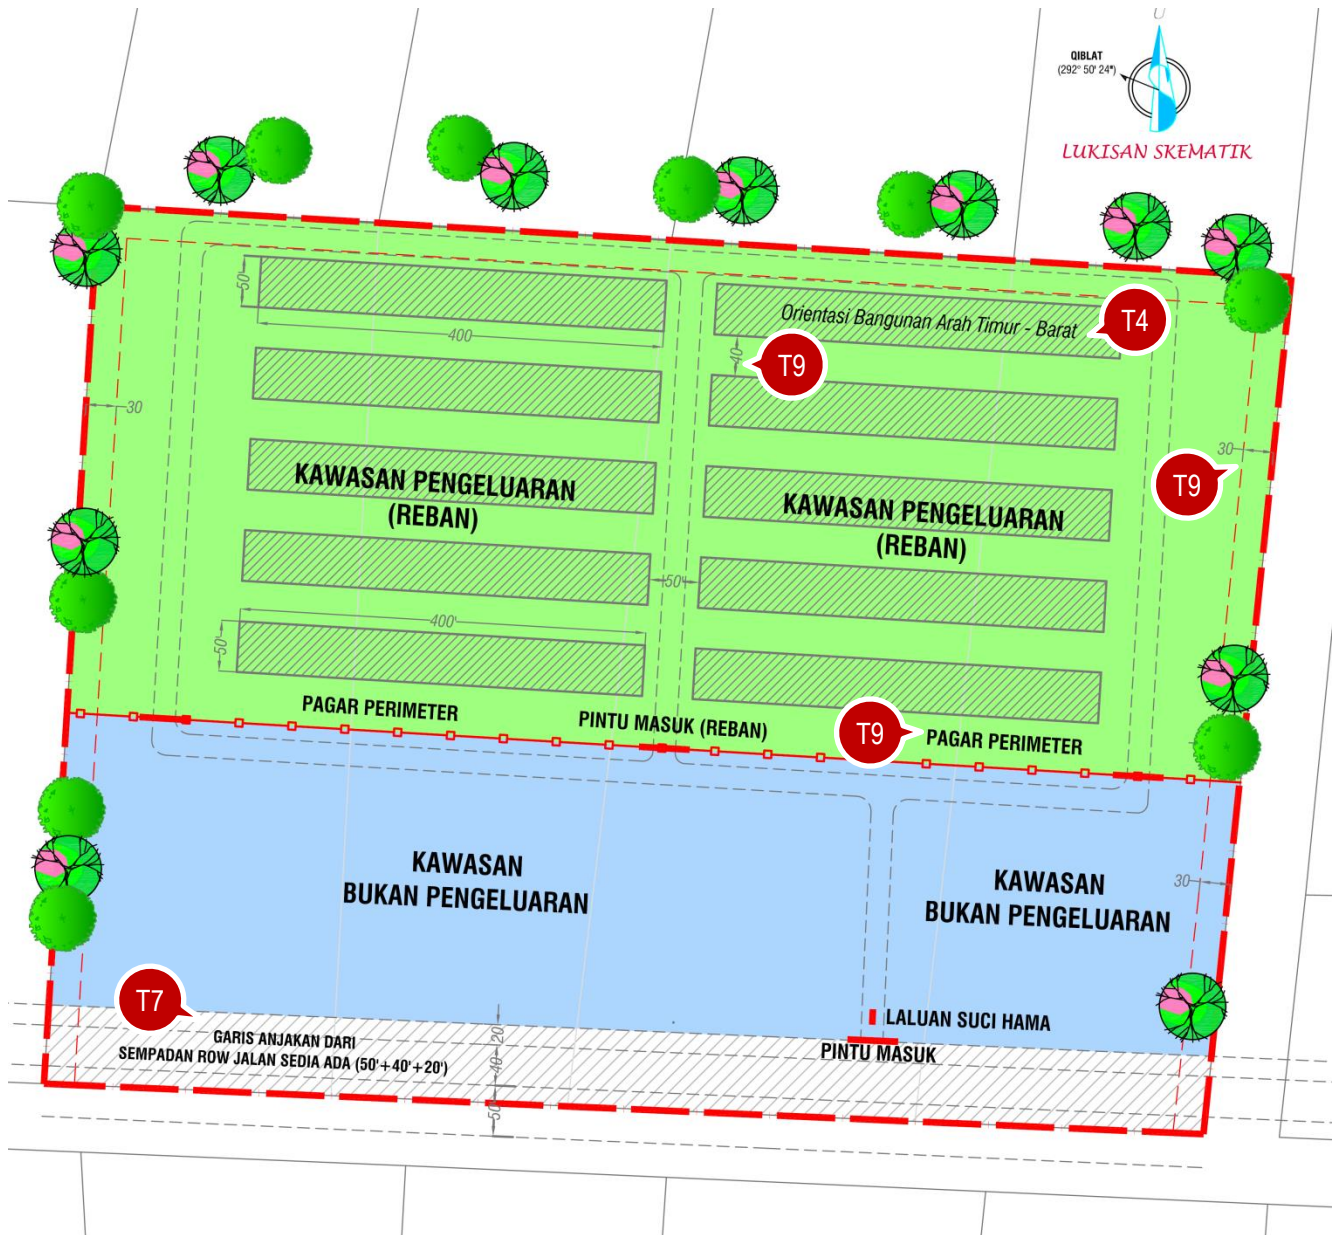 U
QIBLAT
(292° 50' 24")
LUKISAN SKEMATIK
50
400
Orientasi Bangunan Arah Timur - Barat
T4
40
T9
30
30
T9
KAWASAN PENGELUARAN
(REBAN)
KAWASAN PENGELUARAN
(REBAN)
50'
400'
50'
PAGAR PERIMETER
PINTU MASUK (REBAN)
T9
PAGAR PERIMETER
KAWASAN
BUKAN PENGELUARAN
KAWASAN
BUKAN PENGELUARAN
30
T7
GARIS ANJAKAN DARI
SEMPADAN ROW JALAN SEDIA ADA (50'+40'+20')
20
40
50
LALUAN SUCI HAMA
PINTU MASUK